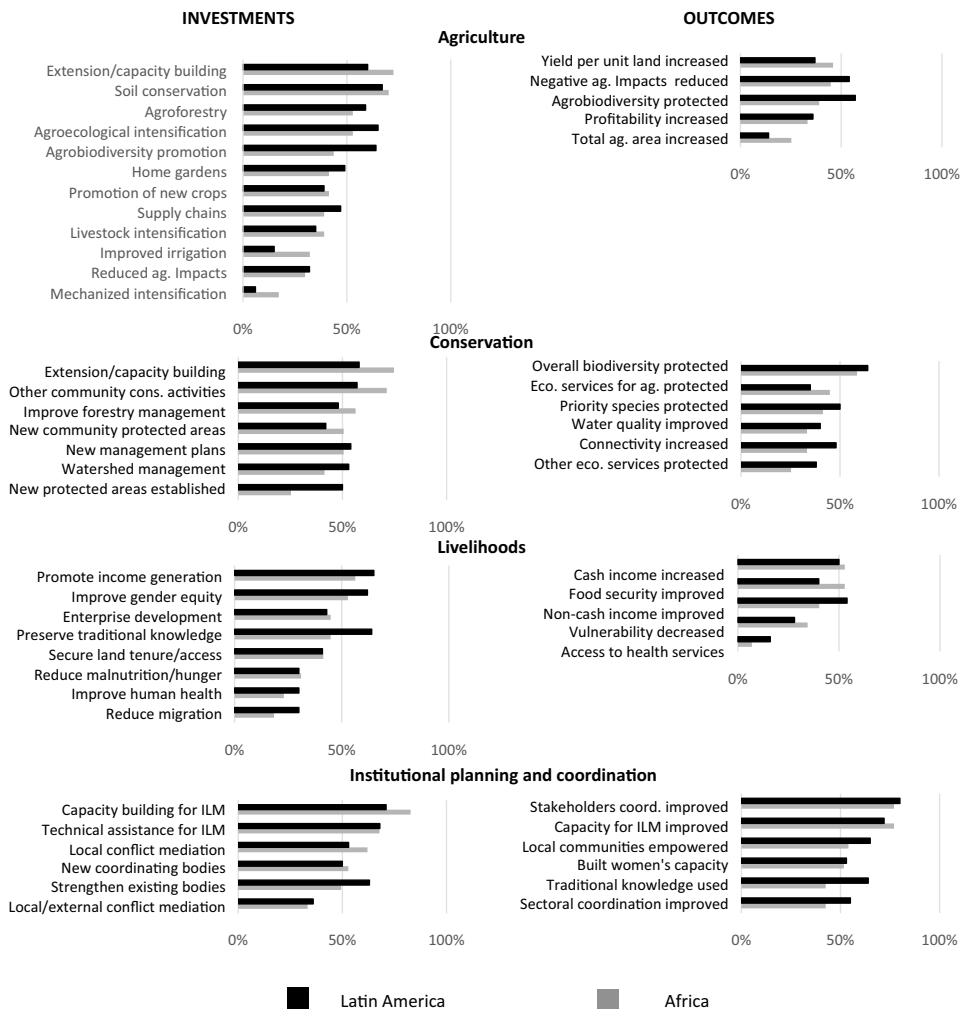 INVESTMENTS
OUTCOMES
Agriculture
Extension/capacity building
Soil conservation
Agroforestry
Agroecological intensification
Agrobiodiversity promotion
Home gardens
Promotion of new crops
Supply chains
Livestock intensification
Improved irrigation
Reduced ag. Impacts
Mechanized intensification
0% 50% 100%
Yield per unit land increased
Negative ag. Impacts reduced
Agrobiodiversity protected
Profitability increased
Total ag. area increased
0% 50% 100%
Conservation
Extension/capacity building
Other community cons. activities
Improve forestry management
New community protected areas
New management plans
Watershed management
New protected areas established
0% 50% 100%
Overall biodiversity protected
Eco. services for ag. protected
Priority species protected
Water quality improved
Connectivity increased
Other eco. services protected
0% 50% 100%
Livelihoods
Promote income generation
Improve gender equity
Enterprise development
Preserve traditional knowledge
Secure land tenure/access
Reduce malnutrition/hunger
Improve human health
Reduce migration
0% 50% 100%
Cash income increased
Food security improved
Non-cash income improved
Vulnerability decreased
Access to health services
0% 50% 100%
Institutional planning and coordination
Capacity building for ILM
Technical assistance for ILM
Local conflict mediation
New coordinating bodies
Strengthen existing bodies
Local/external conflict mediation
0% 50% 100%
Stakeholders coord. improved
Capacity for ILM improved
Local communities empowered
Built women's capacity
Traditional knowledge used
Sectoral coordination improved
0% 50% 100%
Latin America
Africa